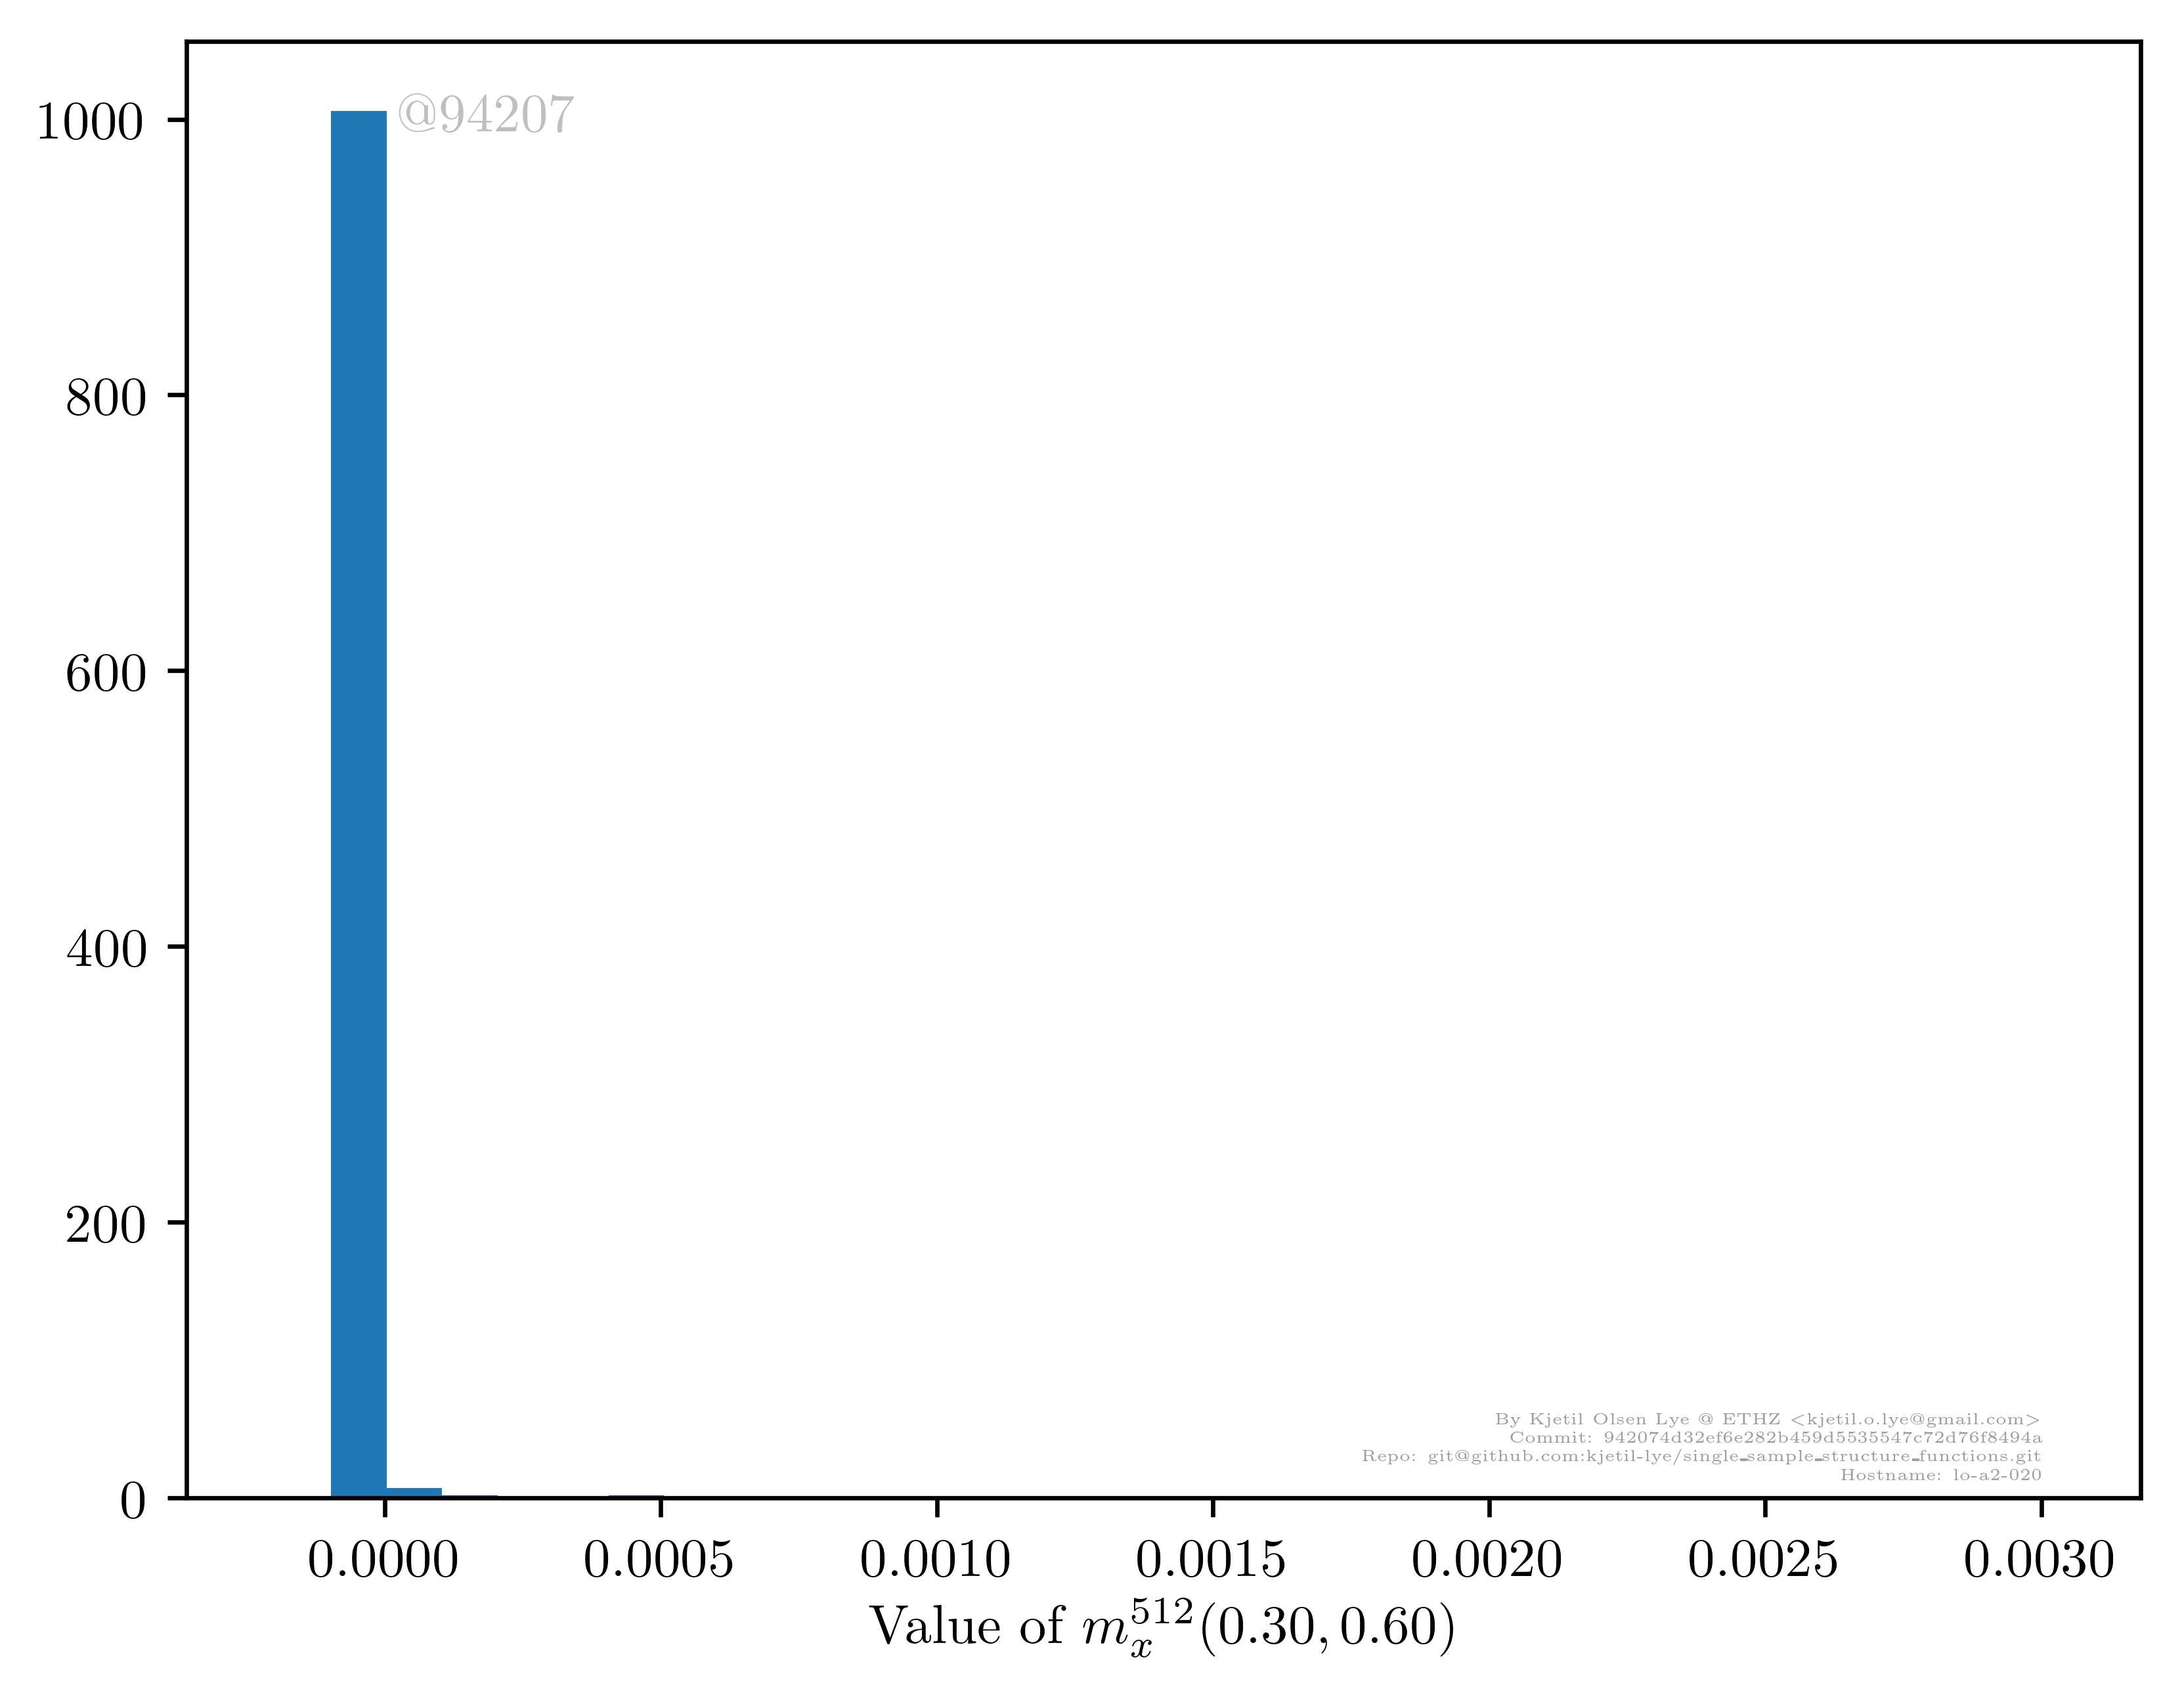 @94207
1000
800
600
400
200
0
By Kjetil Olsen Lye @ ETHZ <kjetil.o.lye@gmail.com>
Commit: 942074d32ef6e282b459d5535547c72d76f8494a
Repo: git@github.com:kjetil-lye/single_sample_structure_functions.git
Hostname: lo-a2-020
0.0000 0.0005 0.0010 0.0015 0.0020 0.0025 0.0030
Value of $m_x^{512}(0.30, 0.60)$